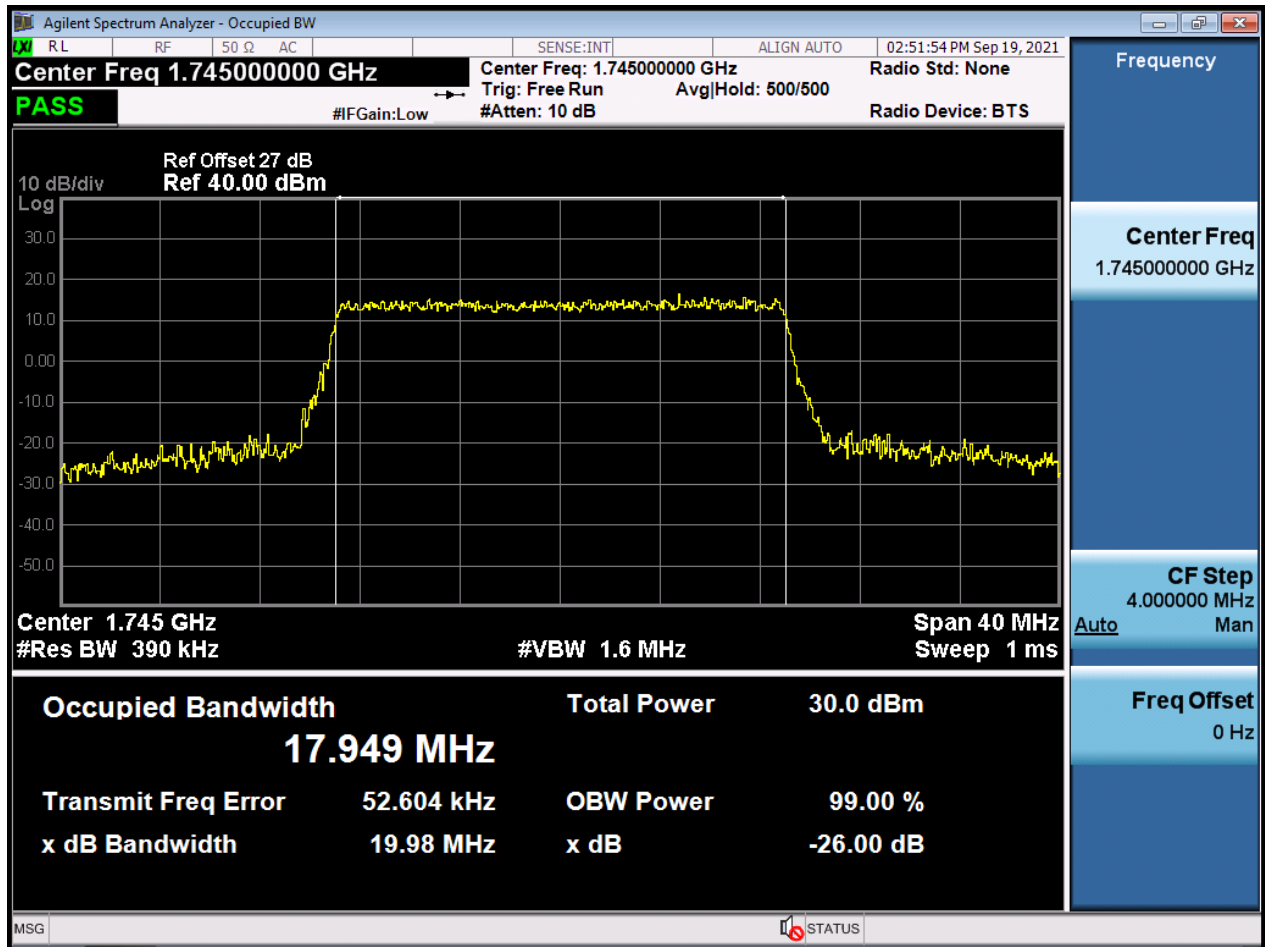 Agilent Spectrum Analyzer - Occupied BW
LXI RL RF 50 Ω AC SENSE:INT ALIGN AUTO 02:51:54 PM Sep 19, 2021
Center Freq 1.745000000 GHz
Center Freq: 1.745000000 GHz Radio Std: None
Trig: Free Run Avg|Hold: 500/500
PASS #IFGain:Low #Atten: 10 dB Radio Device: BTS
Ref Offset 27 dB
10 dB/div Ref 40.00 dBm
Log
30.0
20.0
10.0
0.00
-10.0
-20.0
-30.0
-40.0
-50.0
Center 1.745 GHz Span 40 MHz
#Res BW 390 kHz #VBW 1.6 MHz Sweep 1 ms
Occupied Bandwidth Total Power 30.0 dBm
17.949 MHz
Transmit Freq Error 52.604 kHz OBW Power 99.00 %
x dB Bandwidth 19.98 MHz x dB -26.00 dB
Frequency
Center Freq
1.745000000 GHz
CF Step
4.000000 MHz
Auto Man
Freq Offset
0 Hz
MSG STATUS